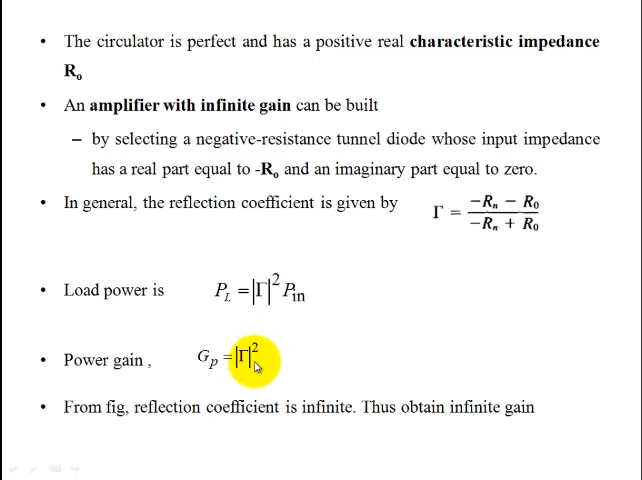 • The circulator is perfect and has a positive real characteristic impedance
R₀
• An amplifier with infinite gain can be built
– by selecting a negative-resistance tunnel diode whose input impedance
has a real part equal to -R₀ and an imaginary part equal to zero.
• In general, the reflection coefficient is given by Γ = (−Rₙ − R₀) / (−Rₙ + R₀)
• Load power is P_L = |Γ|² P_in
• Power gain , G_p = |Γ|²
• From fig, reflection coefficient is infinite. Thus obtain infinite gain